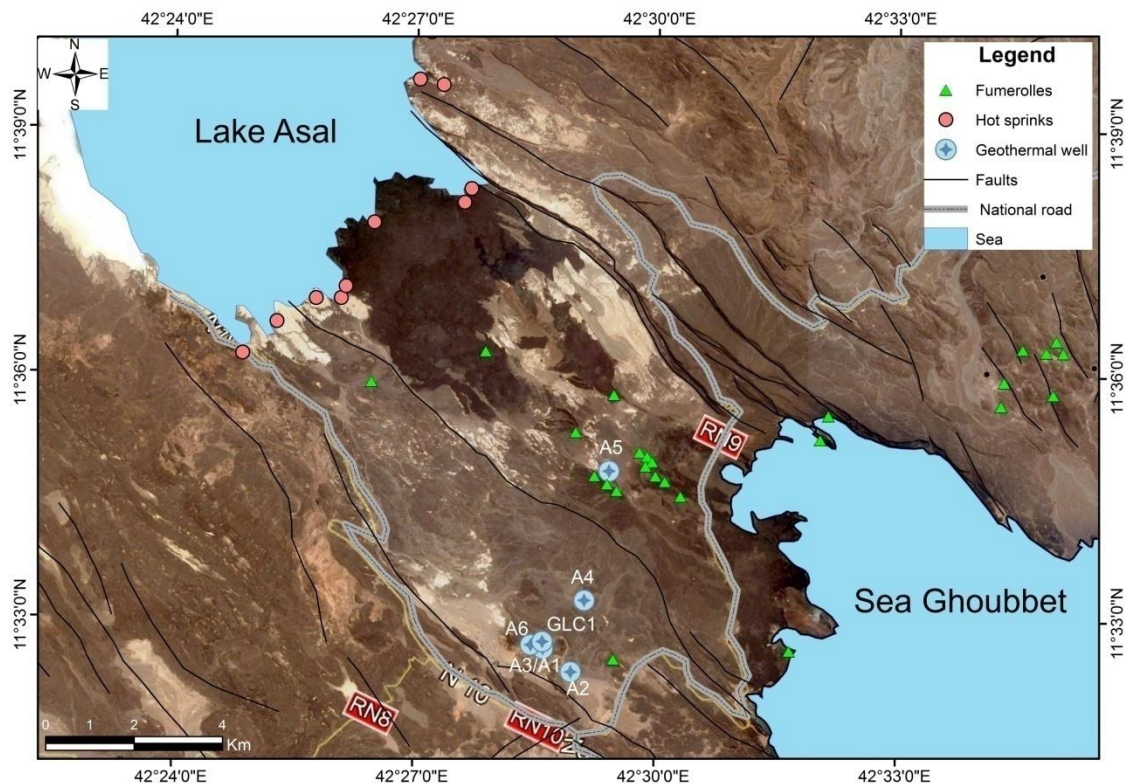 42°24'0"E 42°27'0"E 42°30'0"E 42°33'0"E
N
W E
S
Legend
Fumerolles
Hot sprinks
Geothermal well
Faults
National road
Sea
11°39'0"N
11°39'0"N
Lake Asal
11°36'0"N
11°36'0"N
RN9
A5
A4
Sea Ghoubbet
11°33'0"N
11°33'0"N
GLC1
A6
A3/A1
A2
N 10
RN8
RN10
0 1 2 4
Km
42°24'0"E 42°27'0"E 42°30'0"E 42°33'0"E